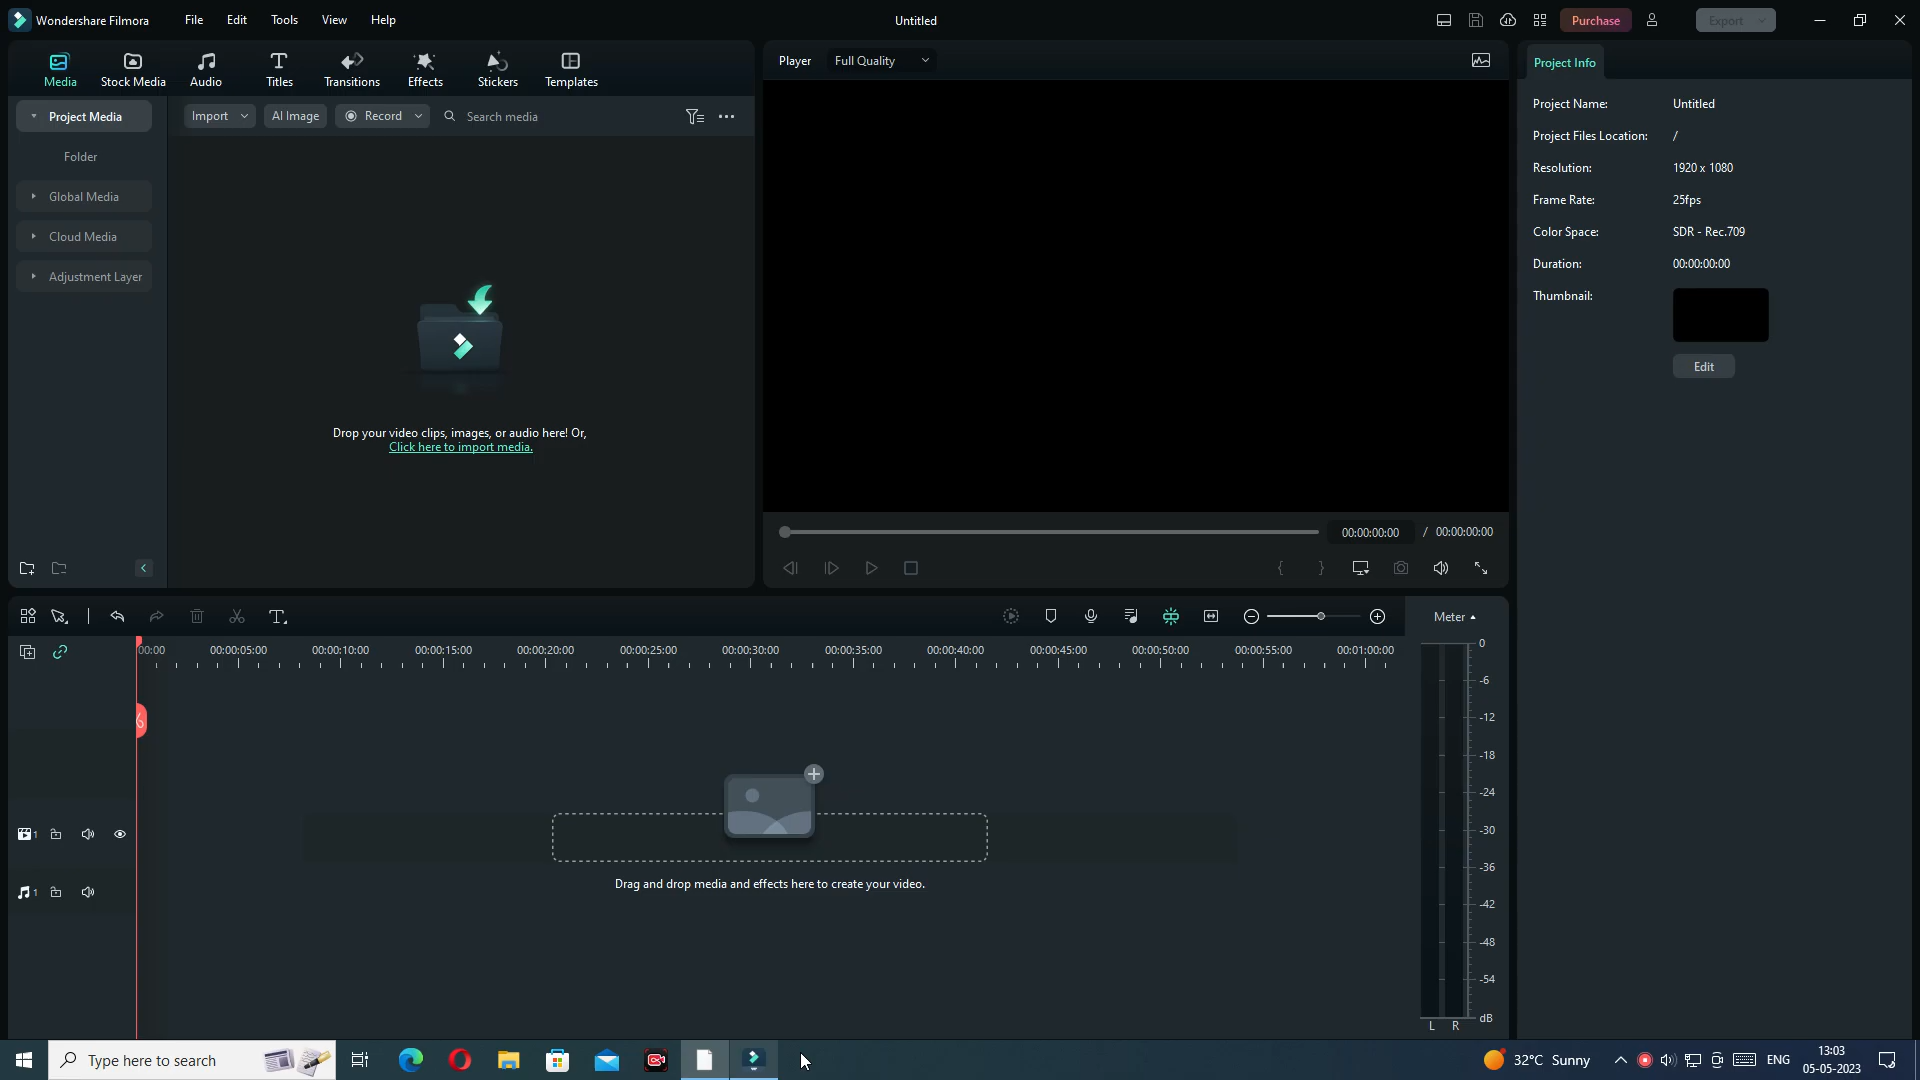 Wondershare Filmora
File
Edit
Tools
View
Help
Untitled
Purchase
Export
Media
Stock Media
Audio
Titles
Transitions
Effects
Stickers
Templates
Player
Full Quality
Project Info
Project Media
Folder
Global Media
Cloud Media
Adjustment Layer
Import
AI Image
Record
Search media
Drop your video clips, images, or audio here! Or,
Click here to import media.
00:00:00:00 / 00:00:00:00
Project Name: Untitled
Project Files Location: /
Resolution: 1920 x 1080
Frame Rate: 25fps
Color Space: SDR - Rec.709
Duration: 00:00:00:00
Thumbnail:
Edit
Meter
00:00
00:00:05:00
00:00:10:00
00:00:15:00
00:00:20:00
00:00:25:00
00:00:30:00
00:00:35:00
00:00:40:00
00:00:45:00
00:00:50:00
00:00:55:00
00:01:00:00
1
1
Drag and drop media and effects here to create your video.
0
-6
-12
-18
-24
-30
-36
-42
-48
-54
dB
L R
Type here to search
32°C Sunny
ENG
13:03
05-05-2023